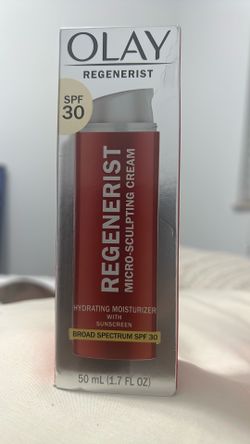 OLAY
REGENERIST
SPF
30
REGENERIST
MICRO-SCULPTING CREAM
HYDRATING MOISTURIZER
WITH
SUNSCREEN
BROAD SPECTRUM SPF 30
50 mL (1.7 FL OZ)